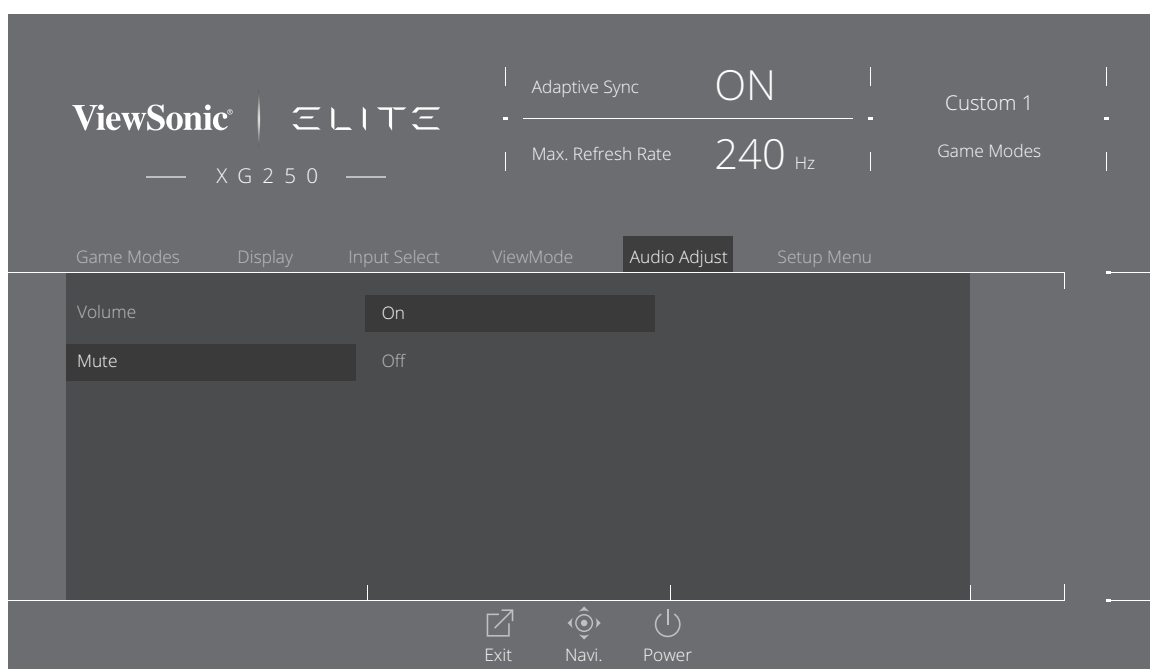 ViewSonic® ELITE
XG250
Adaptive Sync ON
Max. Refresh Rate 240 Hz
Custom 1
Game Modes
Game Modes Display Input Select ViewMode Audio Adjust Setup Menu
Volume On
Mute Off
Exit Navi. Power